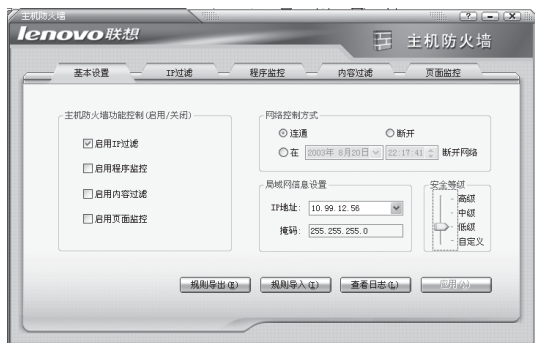 主机防火墙
lenovo联想
主机防火墙
基本设置 IP过滤 程序监控 内容过滤 页面监控
主机防火墙功能控制(启用/关闭)
启用IP过滤
启用程序监控
启用内容过滤
启用页面监控
网络控制方式
连通 断开
在 2003年 8月20日 22:17:41 断开网络
局域网信息设置
IP地址: 10.99.12.56
掩码: 255.255.255.0
安全等级
高级
中级
低级
自定义
规则导出(E) 规则导入(I) 查看日志(L) 应用(A)